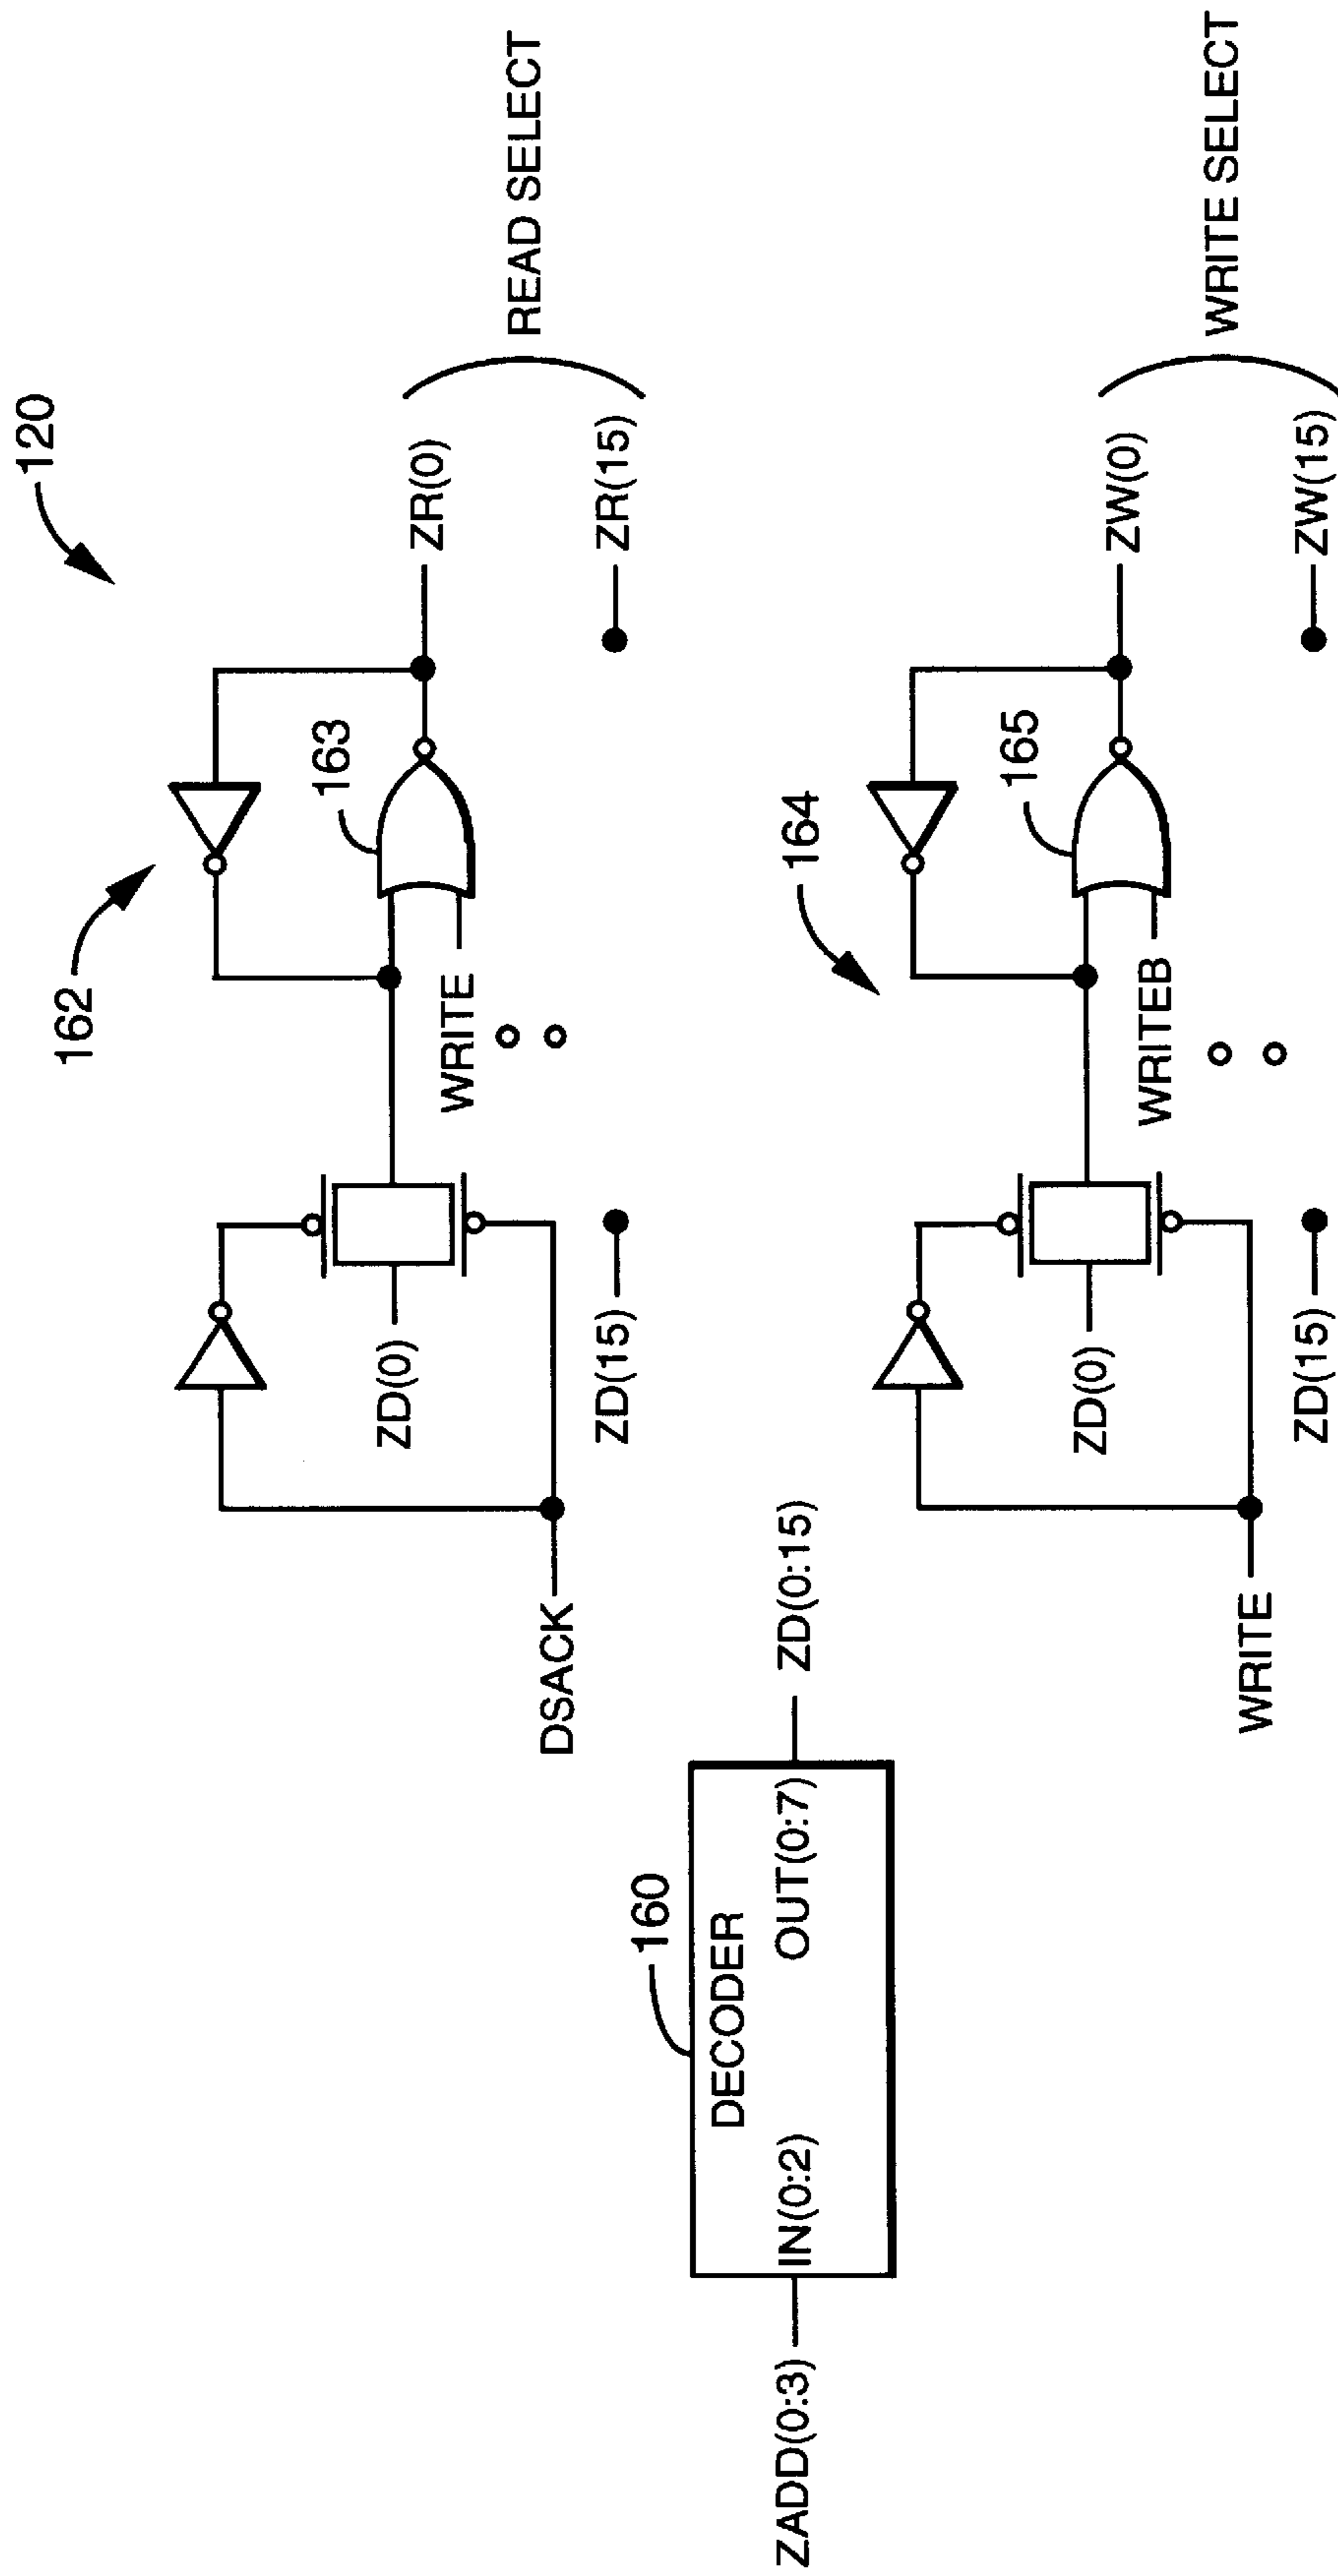 120
162
163
ZR(0)
READ SELECT
WRITE
ZD(0)
DSACK
ZD(15)
ZR(15)
160
DECODER
ZADD(0:3)
IN(0:2)
OUT(0:7)
ZD(0:15)
164
165
ZW(0)
WRITE SELECT
WRITEB
ZD(0)
WRITE
ZD(15)
ZW(15)